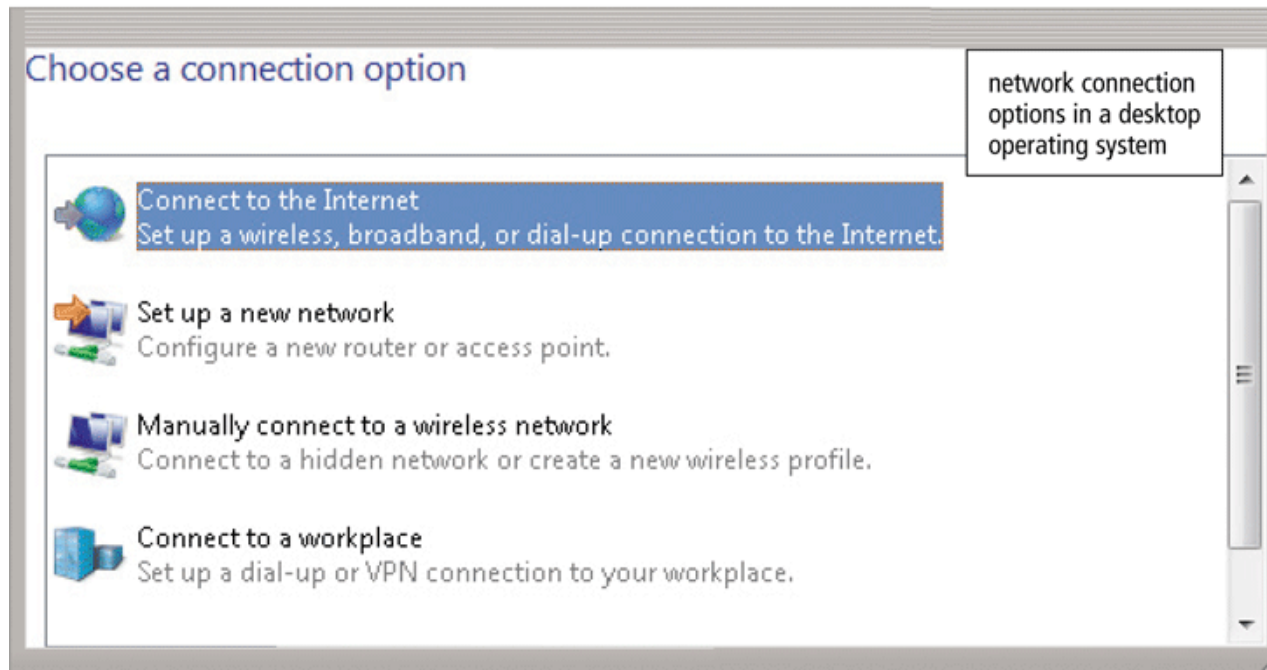 Choose a connection option
network connection
options in a desktop
operating system
Connect to the Internet
Set up a wireless, broadband, or dial-up connection to the Internet.
Set up a new network
Configure a new router or access point.
Manually connect to a wireless network
Connect to a hidden network or create a new wireless profile.
Connect to a workplace
Set up a dial-up or VPN connection to your workplace.